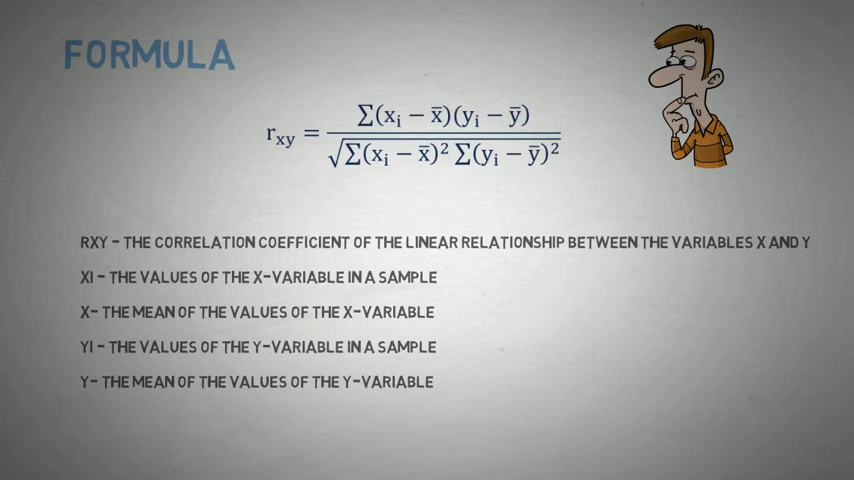 FORMULA
r_xy = ∑(x_i − x̄)(y_i − ȳ) / √∑(x_i − x̄)² ∑(y_i − ȳ)²
RXY – THE CORRELATION COEFFICIENT OF THE LINEAR RELATIONSHIP BETWEEN THE VARIABLES X AND Y
XI – THE VALUES OF THE X-VARIABLE IN A SAMPLE
X– THE MEAN OF THE VALUES OF THE X-VARIABLE
YI – THE VALUES OF THE Y-VARIABLE IN A SAMPLE
Y– THE MEAN OF THE VALUES OF THE Y-VARIABLE